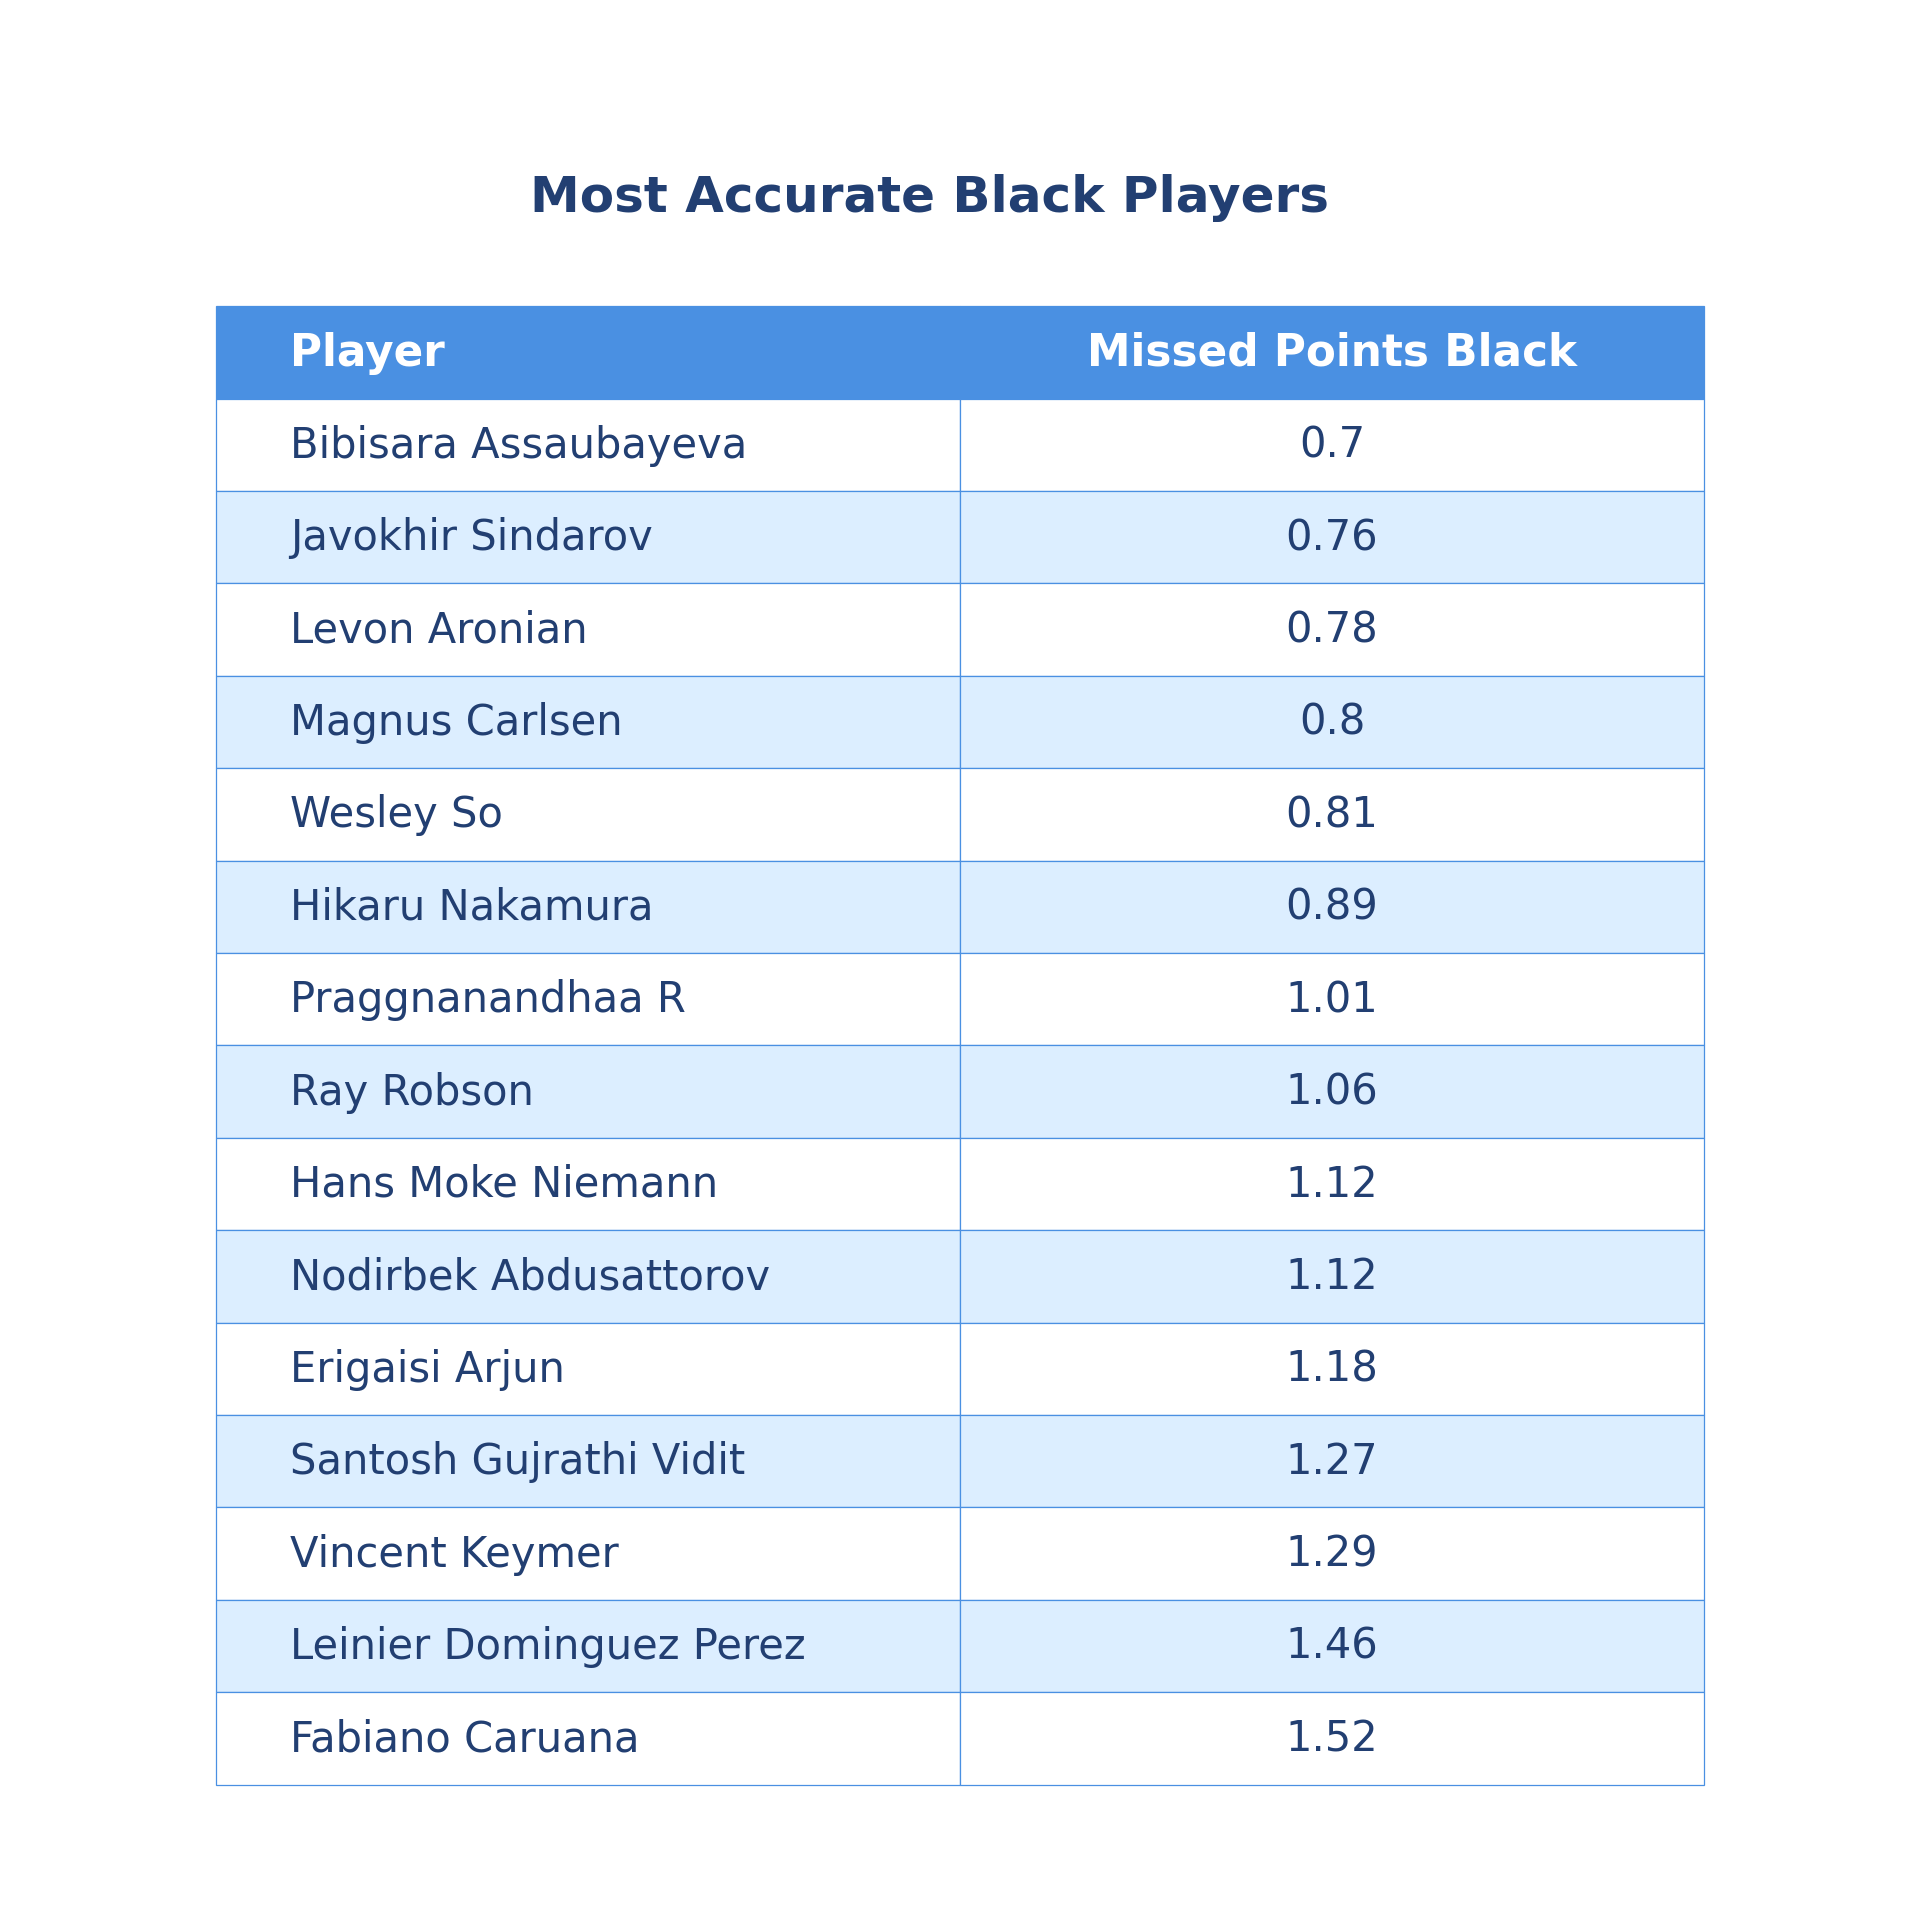 Most Accurate Black Players
Player Missed Points Black
Bibisara Assaubayeva 0.7
Javokhir Sindarov 0.76
Levon Aronian 0.78
Magnus Carlsen 0.8
Wesley So 0.81
Hikaru Nakamura 0.89
Praggnanandhaa R 1.01
Ray Robson 1.06
Hans Moke Niemann 1.12
Nodirbek Abdusattorov 1.12
Erigaisi Arjun 1.18
Santosh Gujrathi Vidit 1.27
Vincent Keymer 1.29
Leinier Dominguez Perez 1.46
Fabiano Caruana 1.52